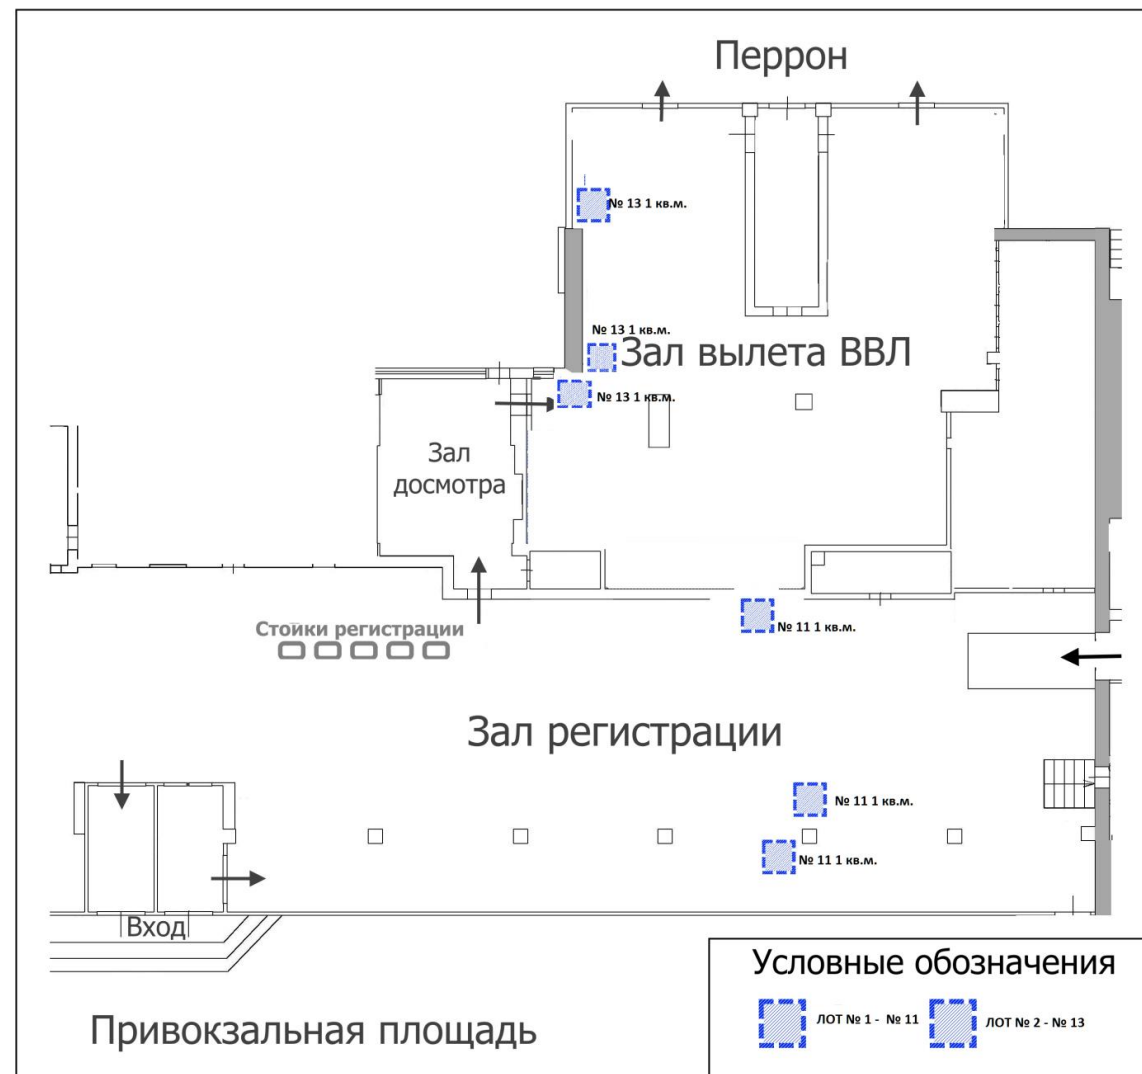 Перрон
№ 13 1 кв.м.
№ 13 1 кв.м.
Зал вылета ВВЛ
№ 13 1 кв.м.
Зал
досмотра
№ 11 1 кв.м.
Стойки регистрации
Зал регистрации
№ 11 1 кв.м.
№ 11 1 кв.м.
Вход
Условные обозначения
ЛОТ № 1 - № 11
ЛОТ № 2 - № 13
Привокзальная площадь